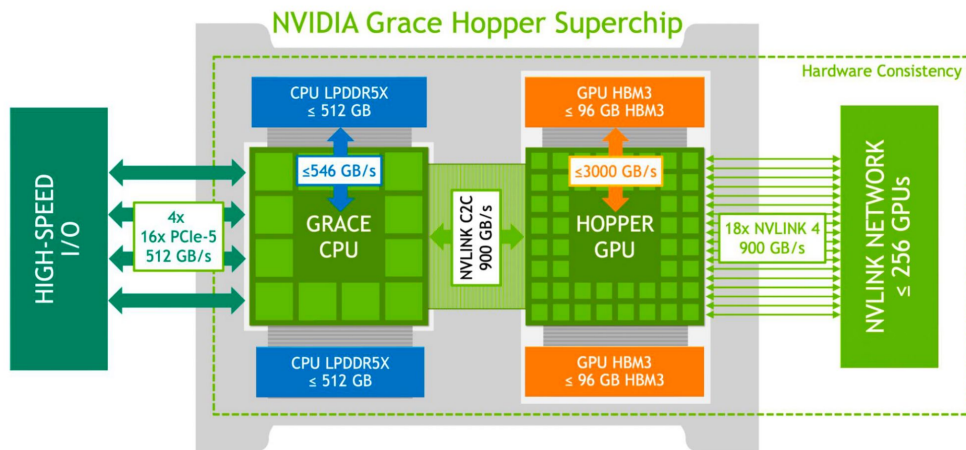 NVIDIA Grace Hopper Superchip
Hardware Consistency
CPU LPDDR5X
≤ 512 GB
GPU HBM3
≤ 96 GB HBM3
HIGH-SPEED
I/O
4x
16x PCIe-5
512 GB/s
≤546 GB/s
GRACE
CPU
NVLINK C2C
900 GB/s
≤3000 GB/s
HOPPER
GPU
18x NVLINK 4
900 GB/s
NVLINK NETWORK
≤ 256 GPUs
CPU LPDDR5X
≤ 512 GB
GPU HBM3
≤ 96 GB HBM3